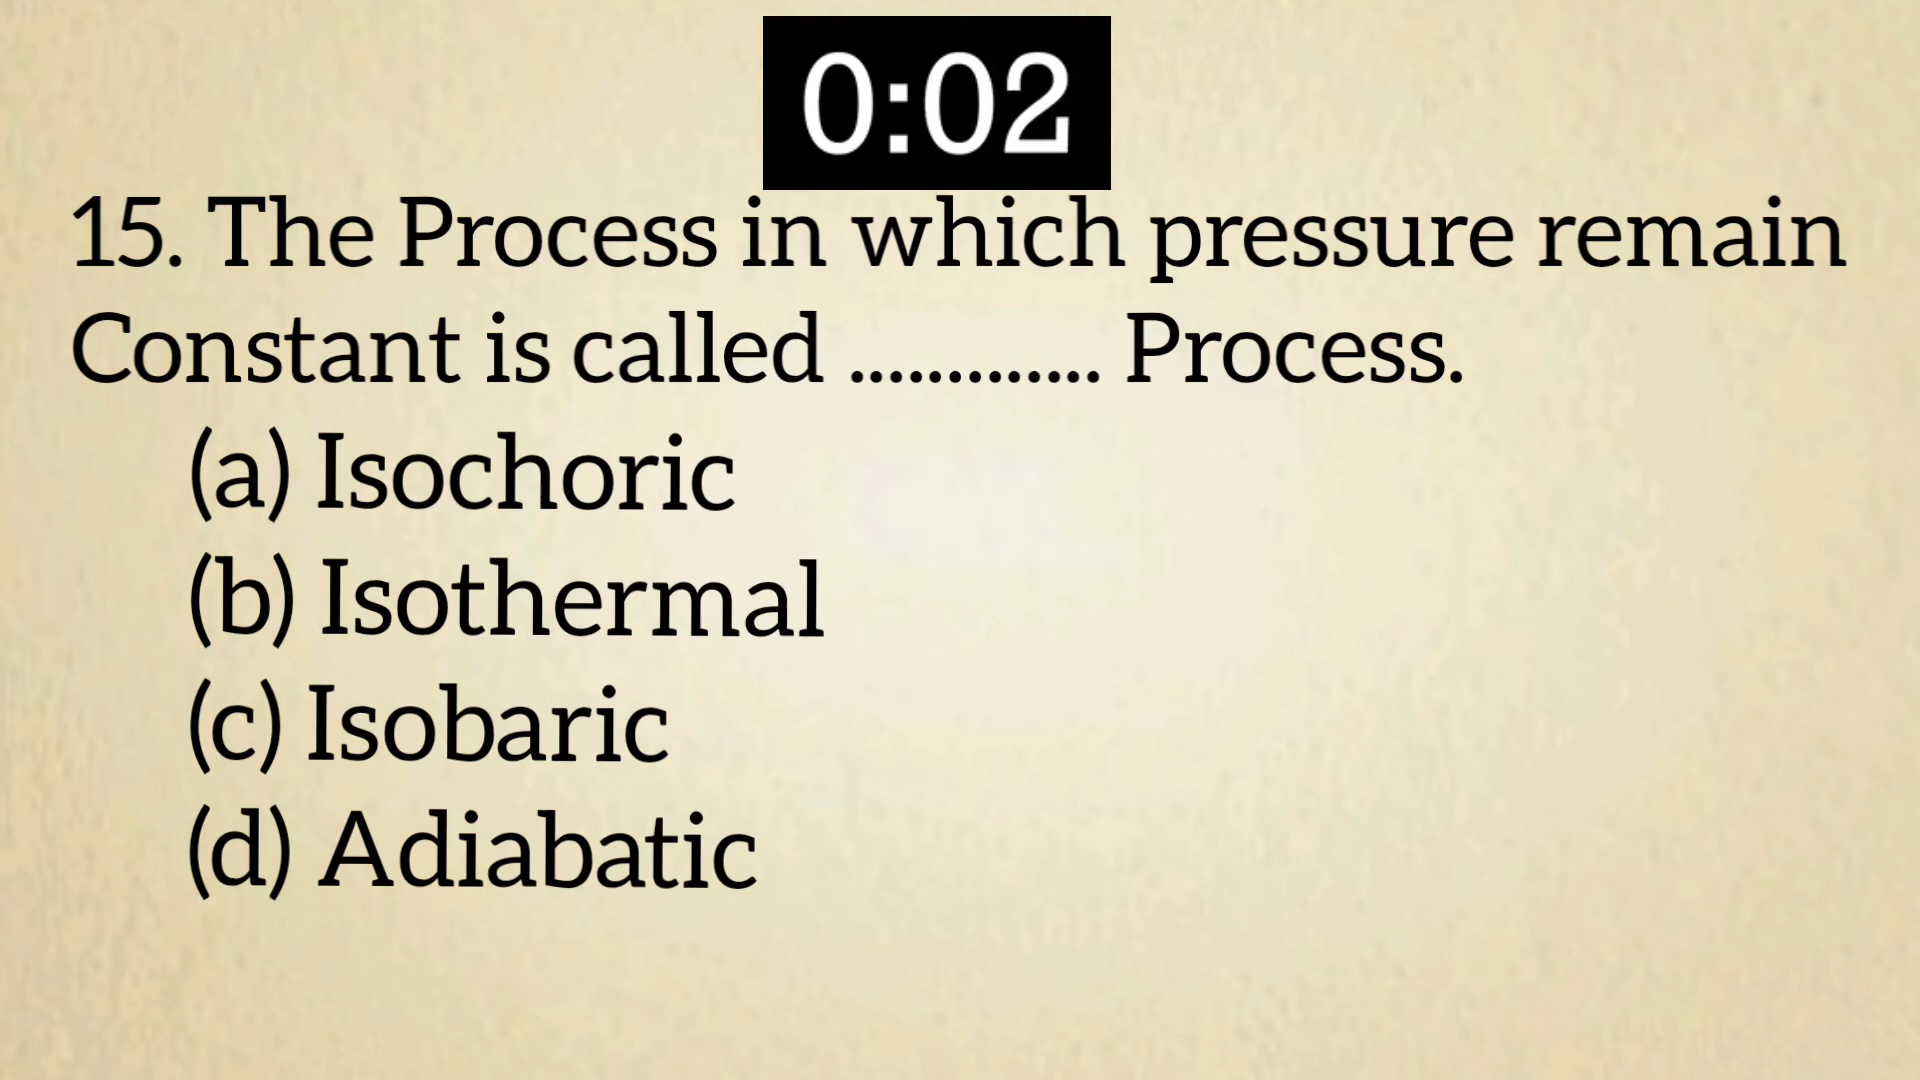 0:02
15. The Process in which pressure remain
Constant is called ............. Process.
(a) Isochoric
(b) Isothermal
(c) Isobaric
(d) Adiabatic